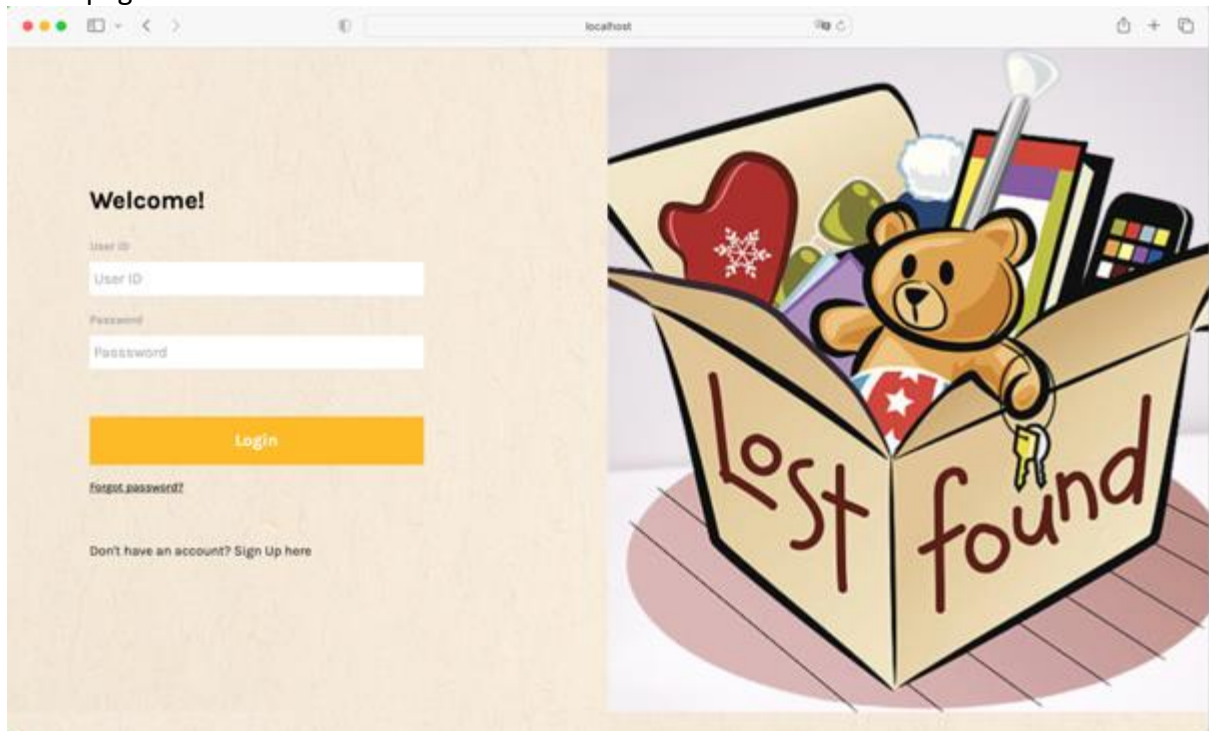 localhost
Welcome!
User ID
User ID
Password
Passsword
Login
Forgot password?
Don't have an account? Sign Up here
Lost
found